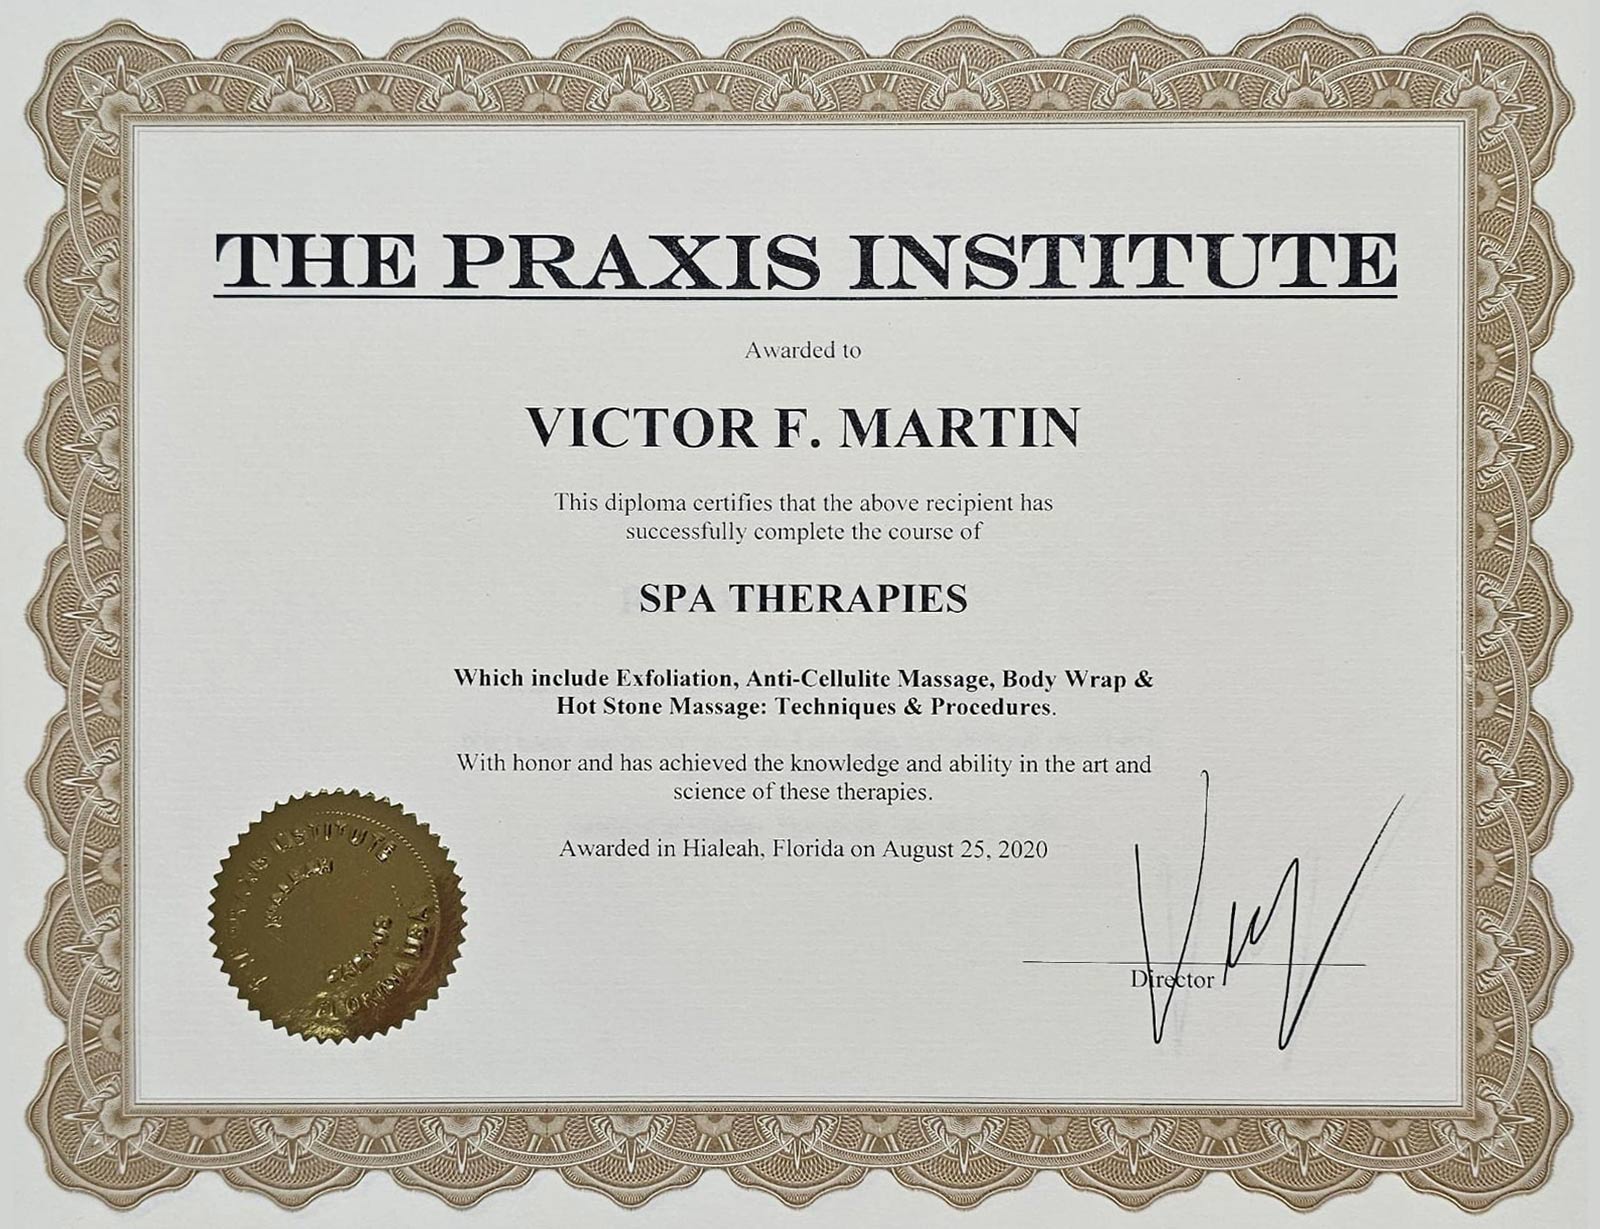 THE PRAXIS INSTITUTE
Awarded to
VICTOR F. MARTIN
This diploma certifies that the above recipient has
successfully complete the course of
SPA THERAPIES
Which include Exfoliation, Anti-Cellulite Massage, Body Wrap &
Hot Stone Massage: Techniques & Procedures.
With honor and has achieved the knowledge and ability in the art and
science of these therapies.
Awarded in Hialeah, Florida on August 25, 2020
Director
INSTITUTE
HIALEAH